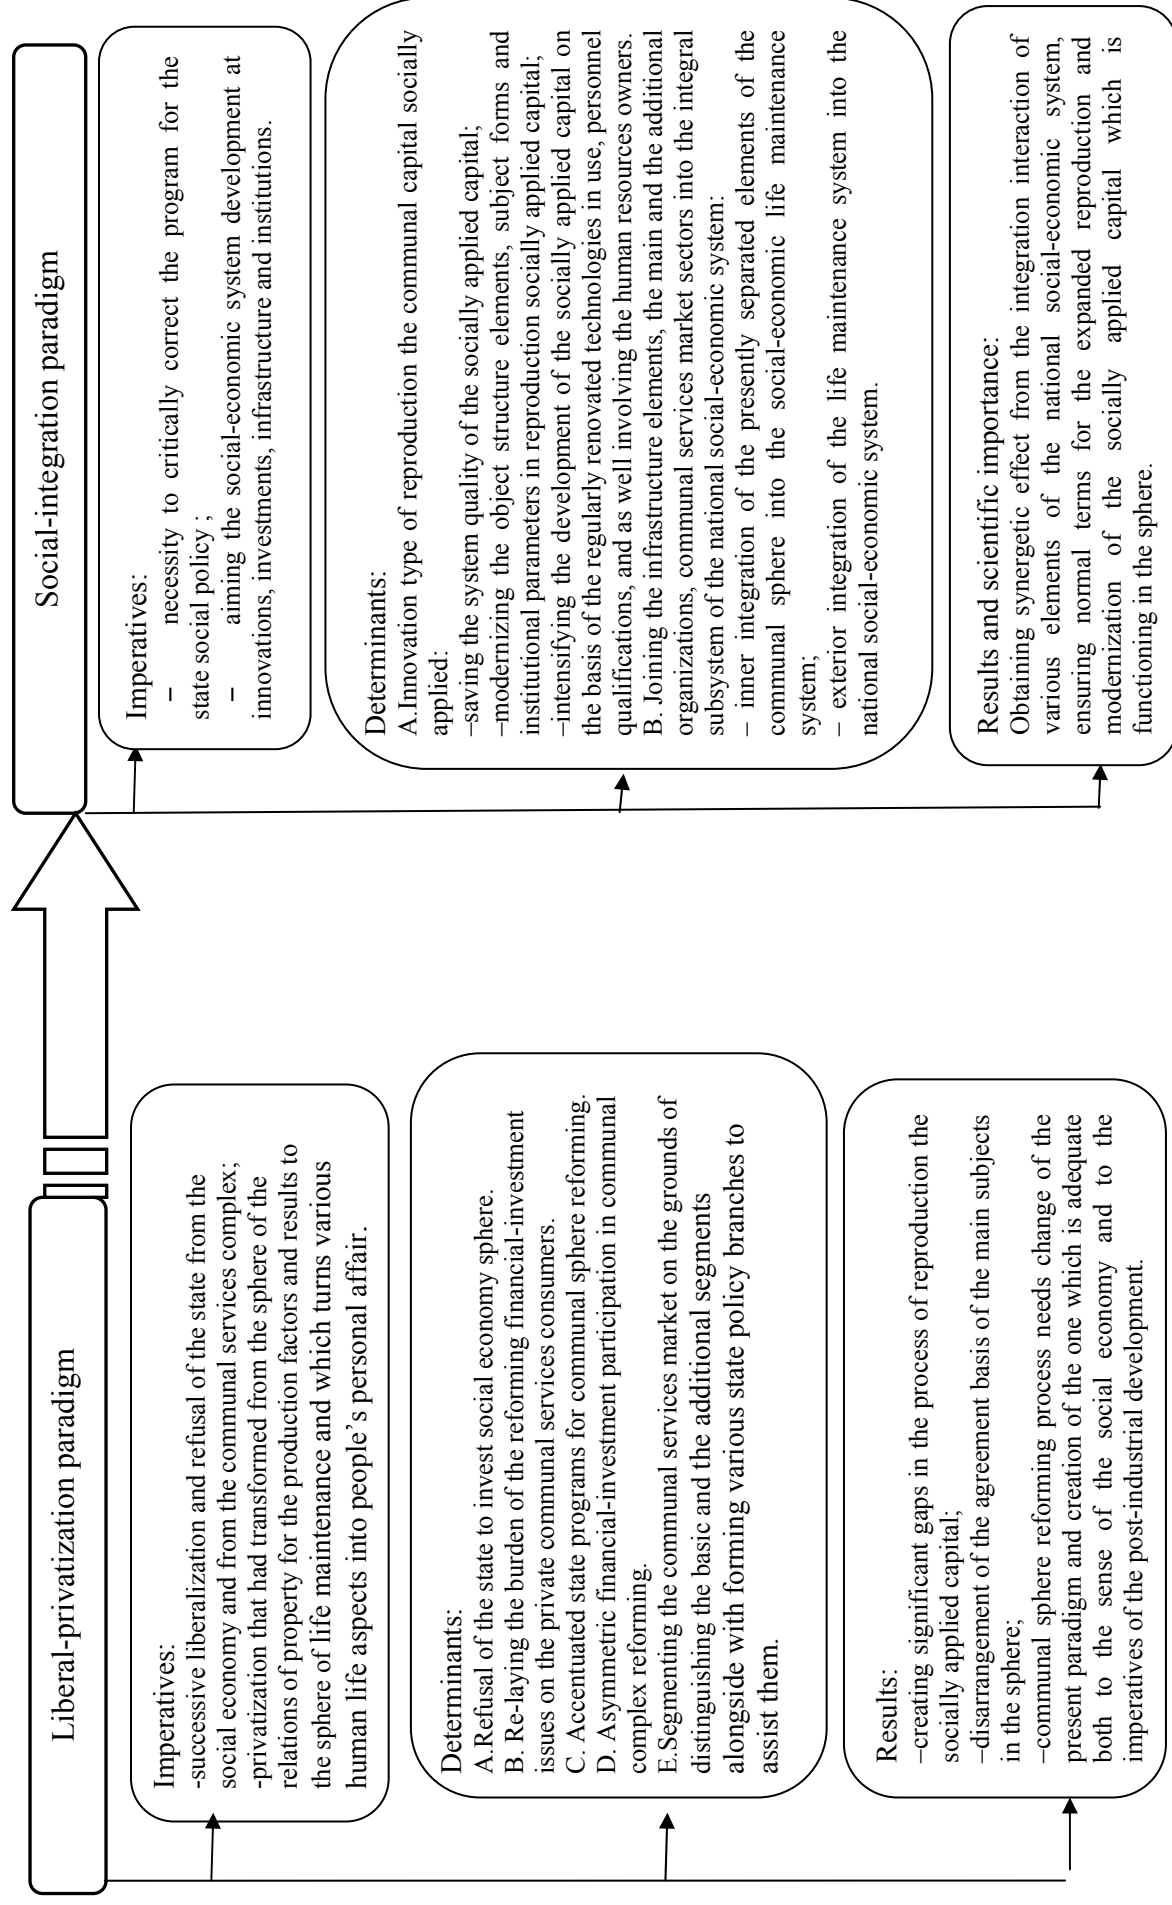 Liberal-privatization paradigm
Imperatives:
-successive liberalization and refusal of the state from the
social economy and from the communal services complex;
-privatization that had transformed from the sphere of the
relations of property for the production factors and results to
the sphere of life maintenance and which turns various
human life aspects into people’s personal affair.
Determinants:
A.Refusal of the state to invest social economy sphere.
B. Re-laying the burden of the reforming financial-investment
issues on the private communal services consumers.
C. Accentuated state programs for communal sphere reforming.
D. Asymmetric financial-investment participation in communal
complex reforming.
E.Segmenting the communal services market on the grounds of
distinguishing the basic and the additional segments
alongside with forming various state policy branches to
assist them.
Results:
–creating significant gaps in the process of reproduction the
socially applied capital;
–disarrangement of the agreement basis of the main subjects
in the sphere;
–communal sphere reforming process needs change of the
present paradigm and creation of the one which is adequate
both to the sense of the social economy and to the
imperatives of the post-industrial development.
Social-integration paradigm
Imperatives:
– necessity to critically correct the program for the
state social policy ;
– aiming the social-economic system development at
innovations, investments, infrastructure and institutions.
Determinants:
A.Innovation type of reproduction the communal capital socially
applied:
–saving the system quality of the socially applied capital;
–modernizing the object structure elements, subject forms and
institutional parameters in reproduction socially applied capital;
–intensifying the development of the socially applied capital on
the basis of the regularly renovated technologies in use, personnel
qualifications, and as well involving the human resources owners.
B. Joining the infrastructure elements, the main and the additional
organizations, communal services market sectors into the integral
subsystem of the national social-economic system:
– inner integration of the presently separated elements of the
communal sphere into the social-economic life maintenance
system;
– exterior integration of the life maintenance system into the
national social-economic system.
Results and scientific importance:
Obtaining synergetic effect from the integration interaction of
various elements of the national social-economic system,
ensuring normal terms for the expanded reproduction and
modernization of the socially applied capital which is
functioning in the sphere.